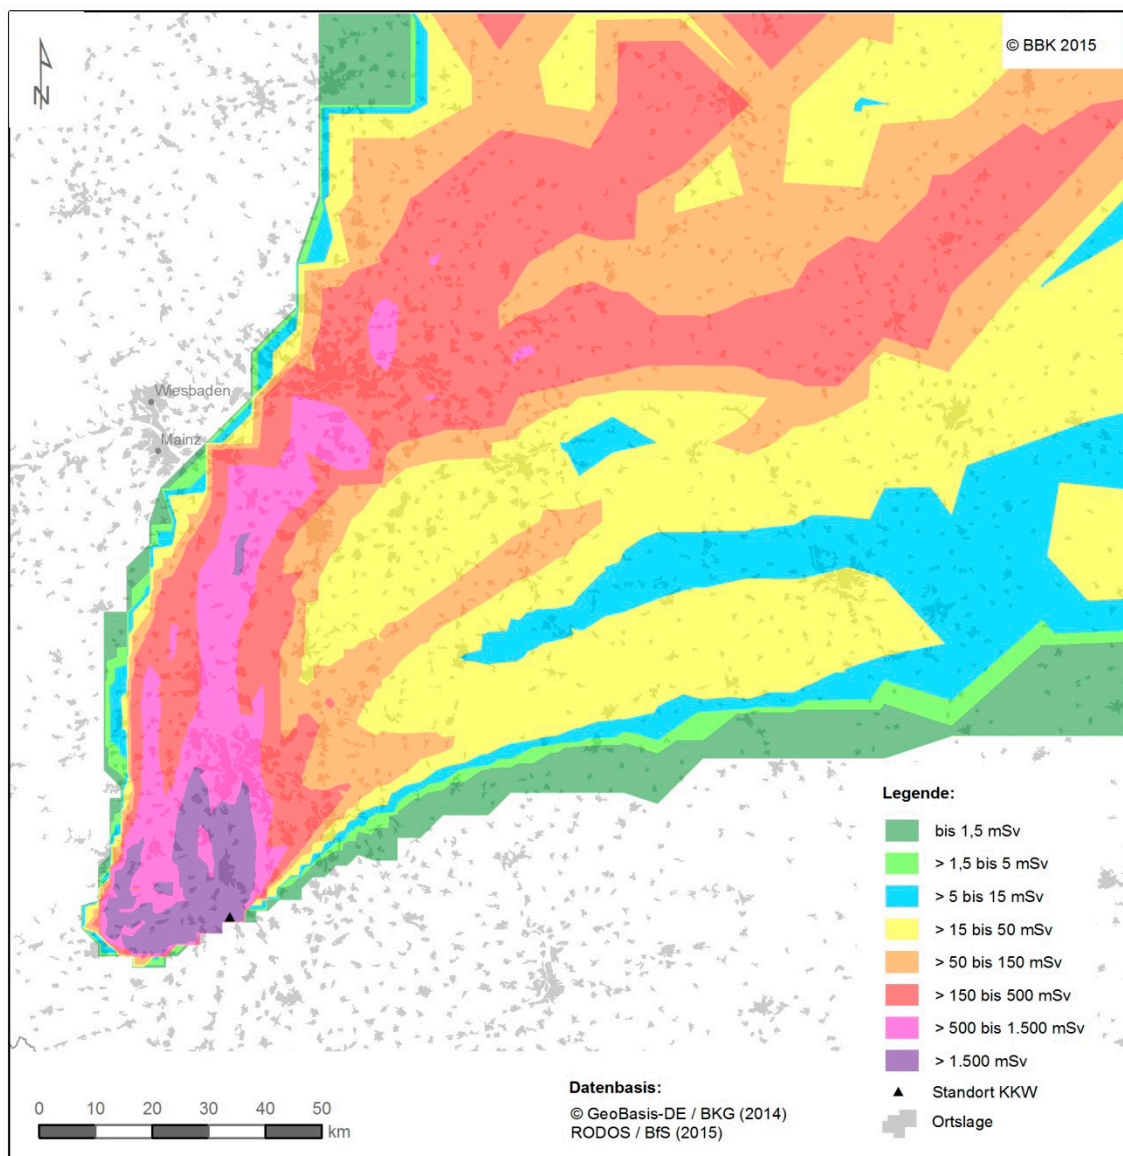 © BBK 2015
N
Wiesbaden
Mainz
Legende:
bis 1,5 mSv
> 1,5 bis 5 mSv
> 5 bis 15 mSv
> 15 bis 50 mSv
> 50 bis 150 mSv
> 150 bis 500 mSv
> 500 bis 1.500 mSv
> 1.500 mSv
Standort KKW
Ortslage
Datenbasis:
© GeoBasis-DE / BKG (2014)
RODOS / BfS (2015)
0 10 20 30 40 50
km